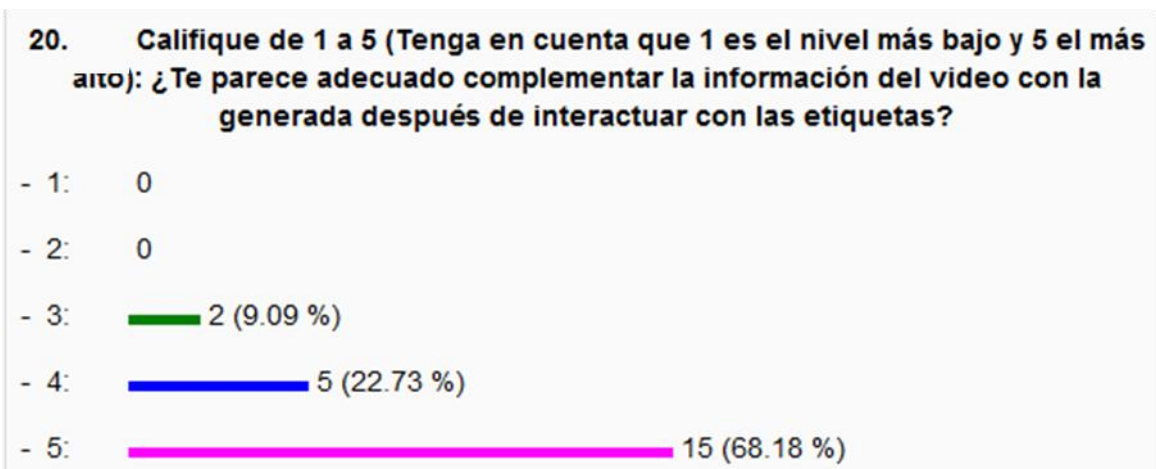 20. Califique de 1 a 5 (Tenga en cuenta que 1 es el nivel más bajo y 5 el más
alto): ¿Te parece adecuado complementar la información del video con la
generada después de interactuar con las etiquetas?
- 1: 0
- 2: 0
- 3: 2 (9.09 %)
- 4: 5 (22.73 %)
- 5: 15 (68.18 %)